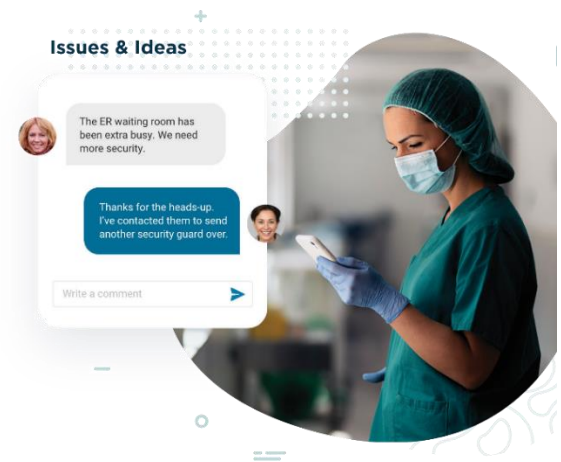 Issues & Ideas
The ER waiting room has
been extra busy. We need
more security.
Thanks for the heads-up.
I've contacted them to send
another security guard over.
Write a comment